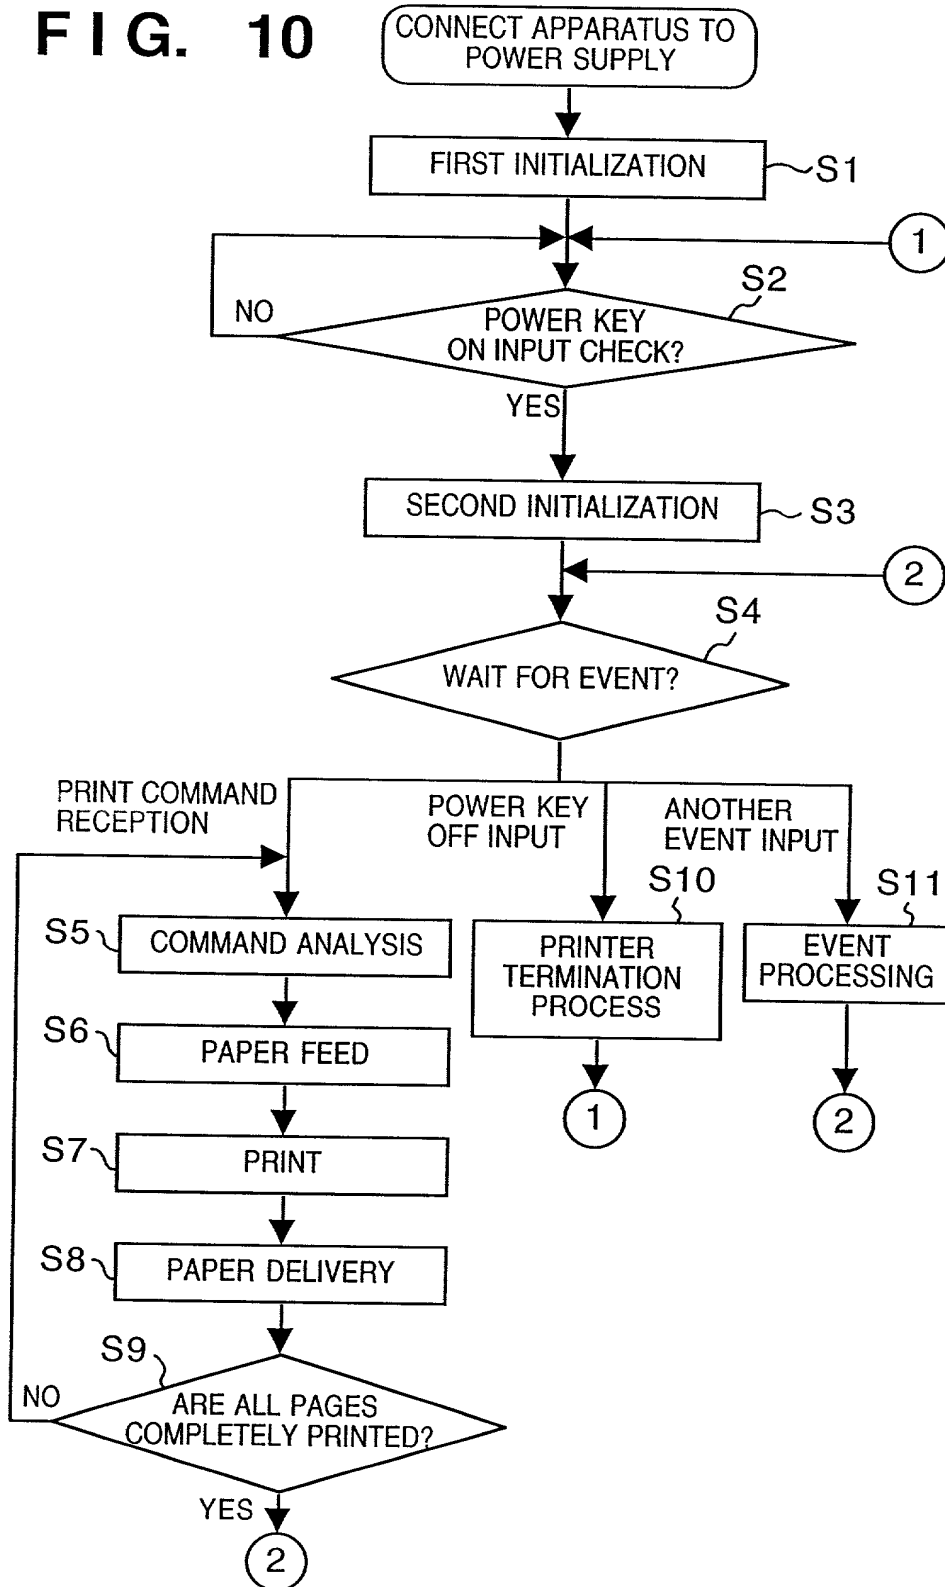 FIG. 10
CONNECT APPARATUS TO
POWER SUPPLY
FIRST INITIALIZATION
S1
1
S2
NO
POWER KEY
ON INPUT CHECK?
YES
SECOND INITIALIZATION
S3
2
S4
WAIT FOR EVENT?
PRINT COMMAND
RECEPTION
POWER KEY
OFF INPUT
ANOTHER
EVENT INPUT
S5
COMMAND ANALYSIS
S6
PAPER FEED
S7
PRINT
S8
PAPER DELIVERY
S9
NO
ARE ALL PAGES
COMPLETELY PRINTED?
YES
2
S10
PRINTER
TERMINATION
PROCESS
1
S11
EVENT
PROCESSING
2